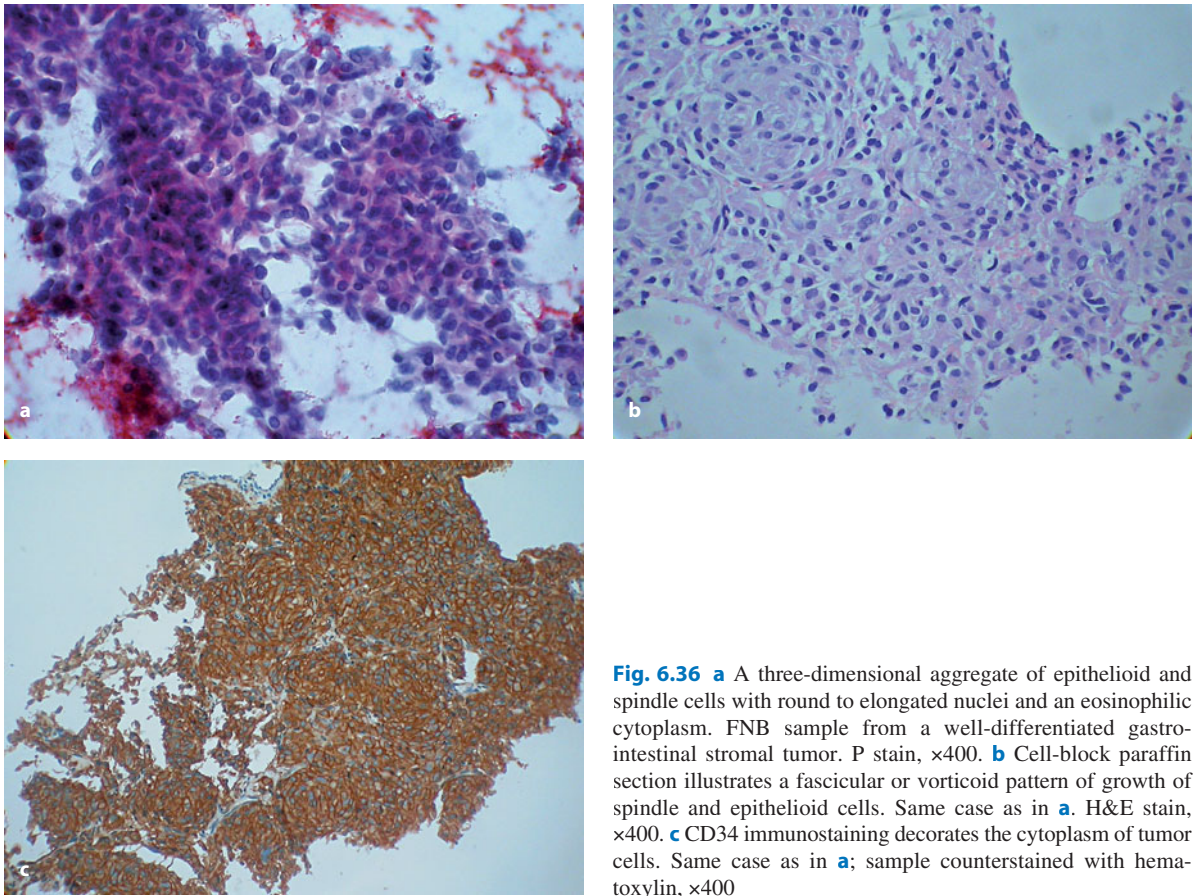 a
b
c
Fig. 6.36 a A three-dimensional aggregate of epithelioid and
spindle cells with round to elongated nuclei and an eosinophilic
cytoplasm. FNB sample from a well-differentiated gastro-
intestinal stromal tumor. P stain, ×400. b Cell-block paraffin
section illustrates a fascicular or vorticoid pattern of growth of
spindle and epithelioid cells. Same case as in a. H&E stain,
×400. c CD34 immunostaining decorates the cytoplasm of tumor
cells. Same case as in a; sample counterstained with hema-
toxylin, ×400